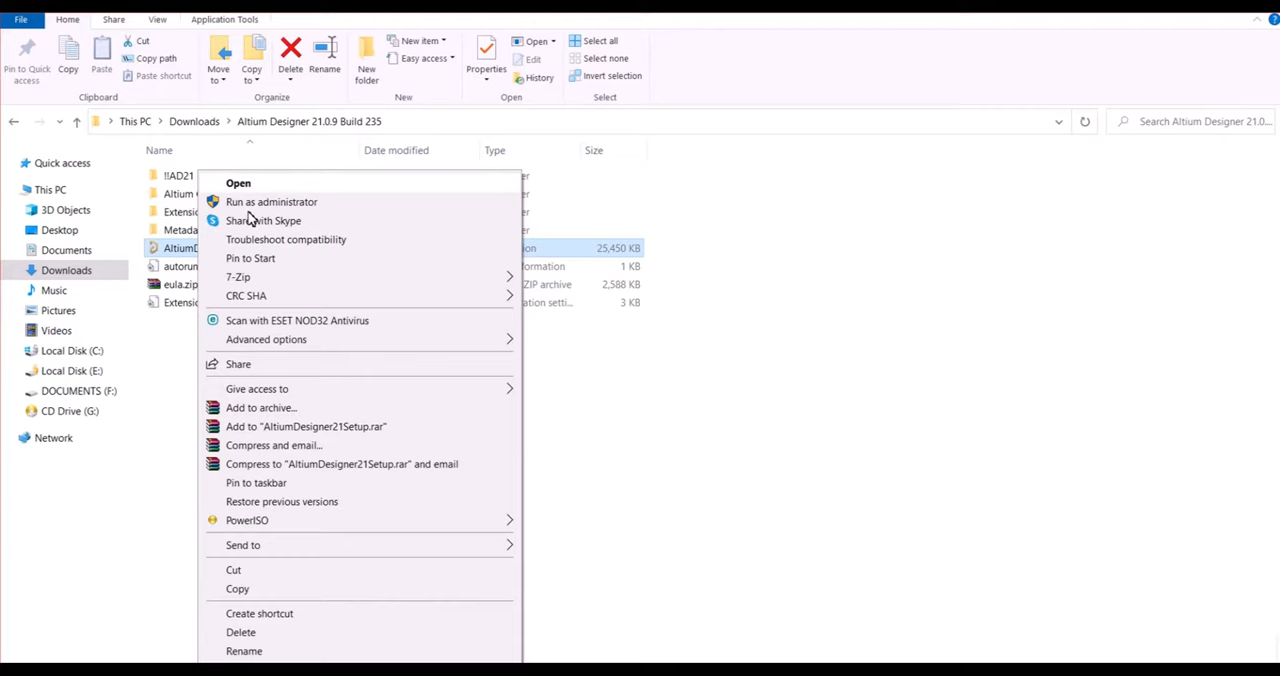 File Home Share View Application Tools
Pin to Quick access
Copy
Paste
Cut
Copy path
Paste shortcut
Clipboard
Move to
Copy to
Delete
Rename
Organize
New folder
New item
Easy access
New
Properties
Open
Edit
History
Open
Select all
Select none
Invert selection
Select
This PC Downloads Altium Designer 21.0.9 Build 235
Search Altium Designer 21.0...
Name Date modified Type Size
Quick access
This PC
3D Objects
Desktop
Documents
Downloads
Music
Pictures
Videos
Local Disk (C:)
Local Disk (E:)
DOCUMENTS (F:)
CD Drive (G:)
Network
!!AD21 er
Altium er
Extensi er
Metada er
AltiumD on 25,450 KB
autorun formation 1 KB
eula.zip ZIP archive 2,588 KB
Extensi ation setti... 3 KB
Open
Run as administrator
Share with Skype
Troubleshoot compatibility
Pin to Start
7-Zip
CRC SHA
Scan with ESET NOD32 Antivirus
Advanced options
Share
Give access to
Add to archive...
Add to "AltiumDesigner21Setup.rar"
Compress and email...
Compress to "AltiumDesigner21Setup.rar" and email
Pin to taskbar
Restore previous versions
PowerISO
Send to
Cut
Copy
Create shortcut
Delete
Rename